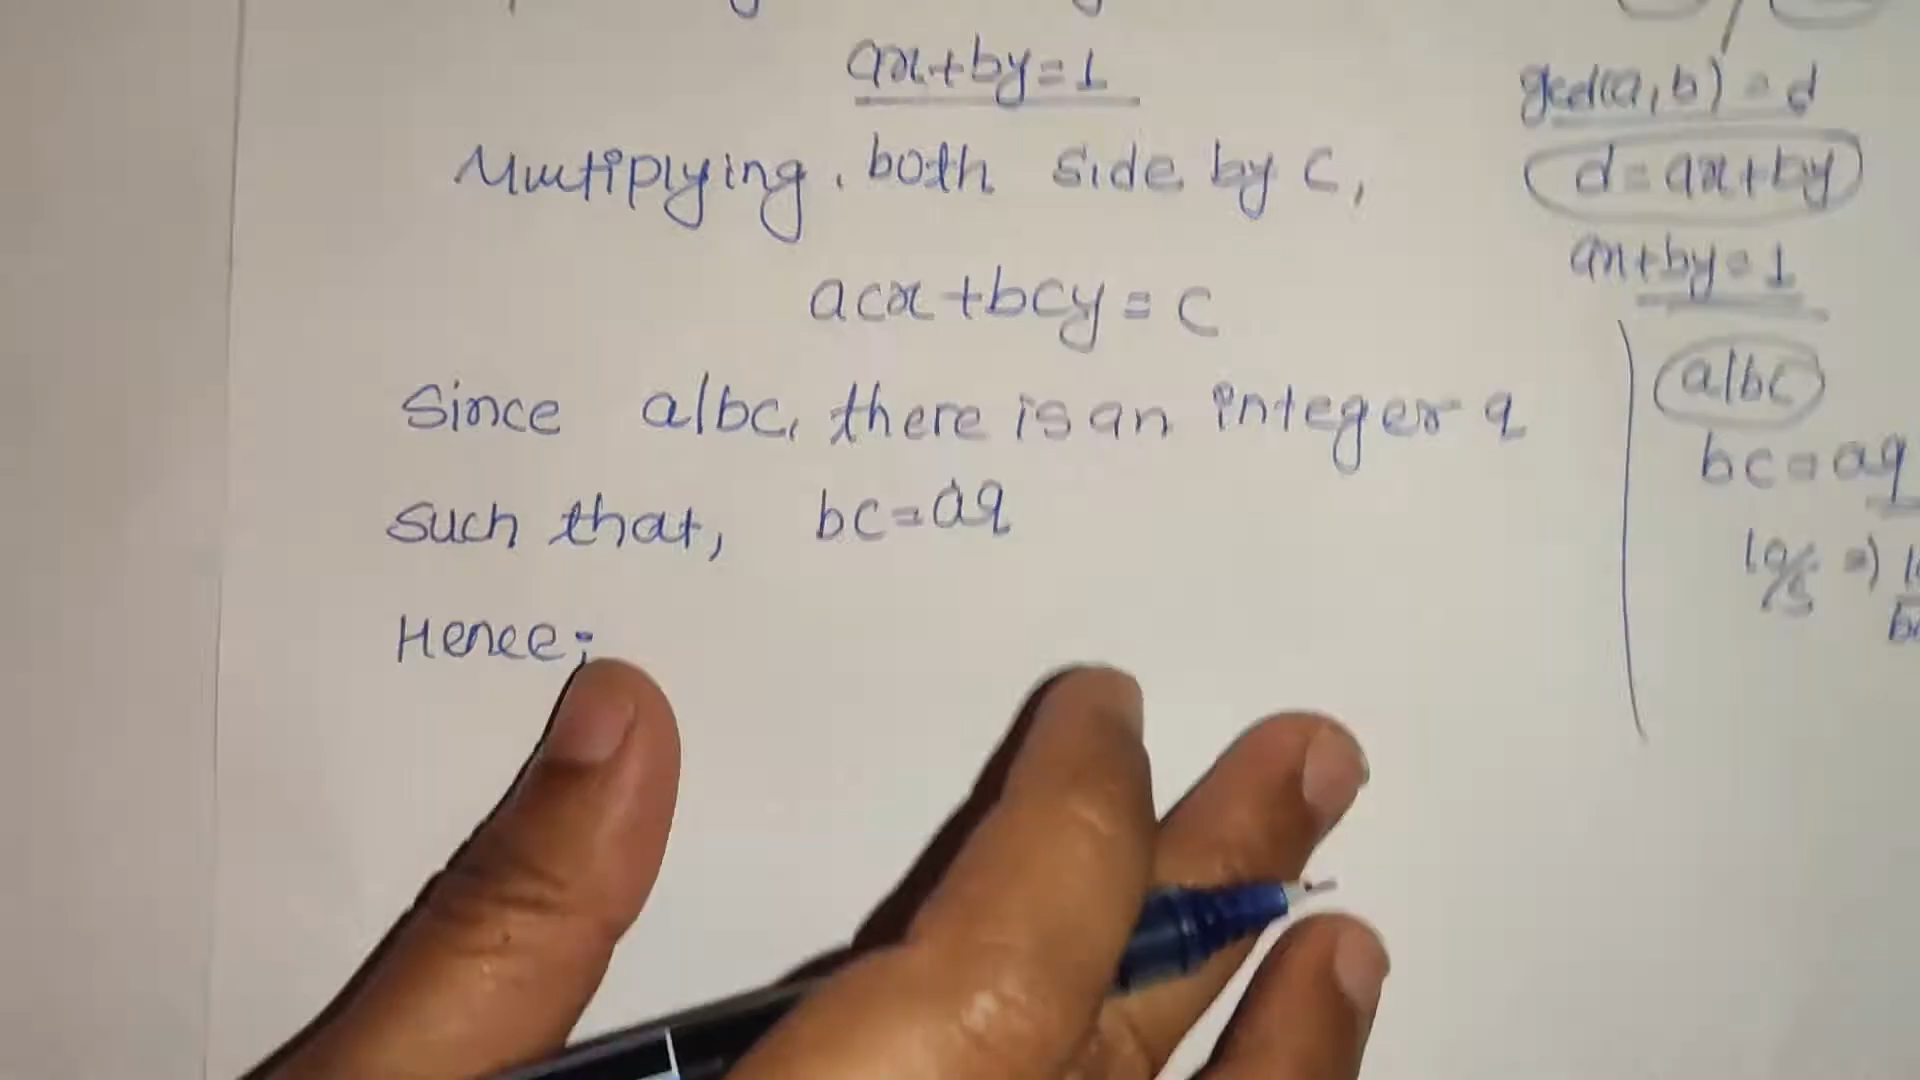 ax+by=1
Multiplying, both side by c,
acx+bcy=c
Since a/bc, there is an integer q
such that, bc=aq
Hence;
gcd(a,b)=d
d=ax+by
ax+by=1
a/bc
bc=aq